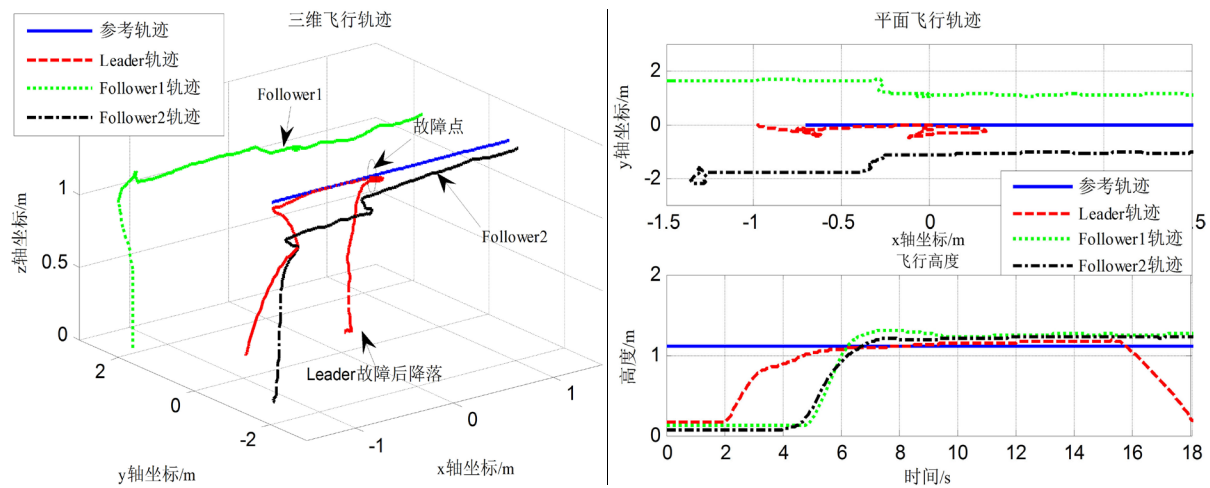 三维飞行轨迹
参考轨迹
Leader轨迹
Follower1轨迹
Follower2轨迹
Follower1
故障点
Follower2
Leader故障后降落
z轴坐标/m
1
0.5
0
2
0
-2
-1
0
1
y轴坐标/m
x轴坐标/m
平面飞行轨迹
y轴坐标/m
2
0
-2
-1.5
-1
-0.5
0
.5
x轴坐标/m
参考轨迹
Leader轨迹
Follower1轨迹
Follower2轨迹
飞行高度
高度/m
2
1
0
0
2
4
6
8
10
12
14
16
18
时间/s